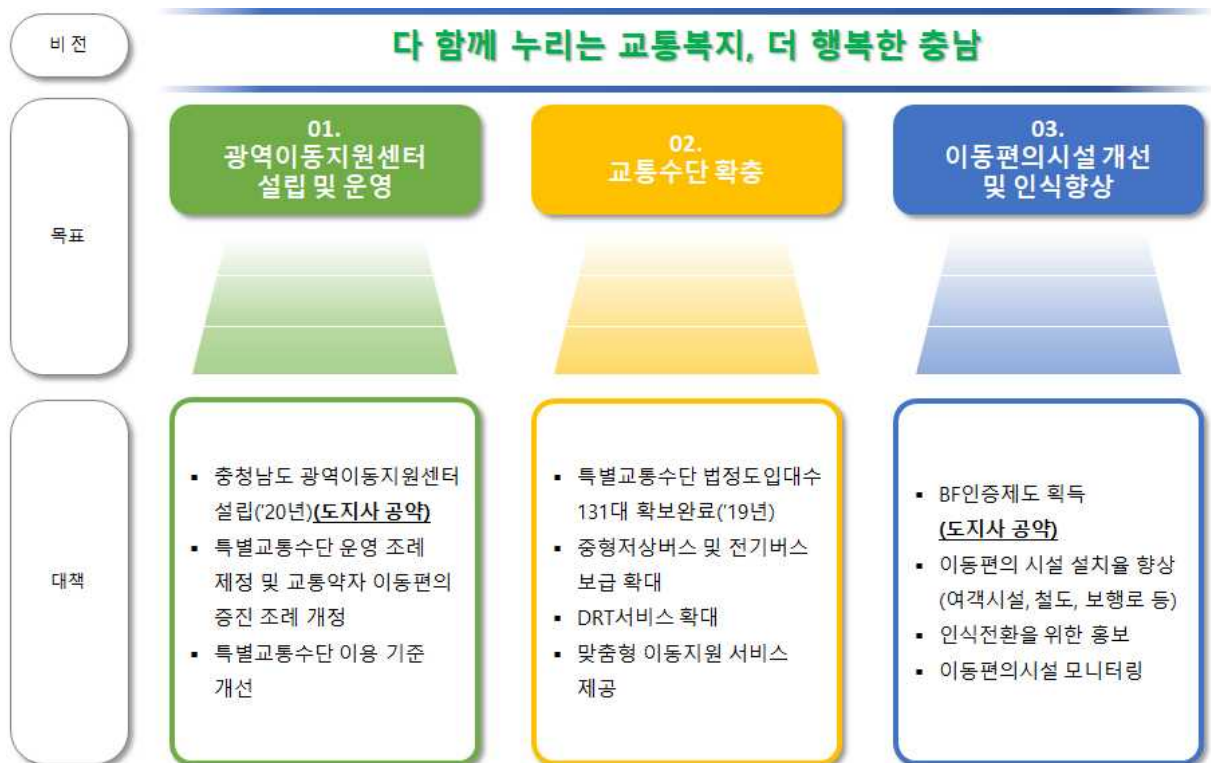 비 전
다 함께 누리는 교통복지, 더 행복한 충남
목표
01.
광역이동지원센터
설립 및 운영
02.
교통수단 확충
03.
이동편의시설 개선
및 인식향상
대책
▪ 충청남도 광역이동지원센터
설립('20년)(도지사 공약)
▪ 특별교통수단 운영 조례
제정 및 교통약자 이동편의
증진 조례 개정
▪ 특별교통수단 이용 기준
개선
▪ 특별교통수단 법정도입대수
131대 확보완료('19년)
▪ 중형저상버스 및 전기버스
보급 확대
▪ DRT서비스 확대
▪ 맞춤형 이동지원 서비스
제공
▪ BF인증제도 획득
(도지사 공약)
▪ 이동편의 시설 설치율 향상
(여객시설, 철도, 보행로 등)
▪ 인식전환을 위한 홍보
▪ 이동편의시설 모니터링